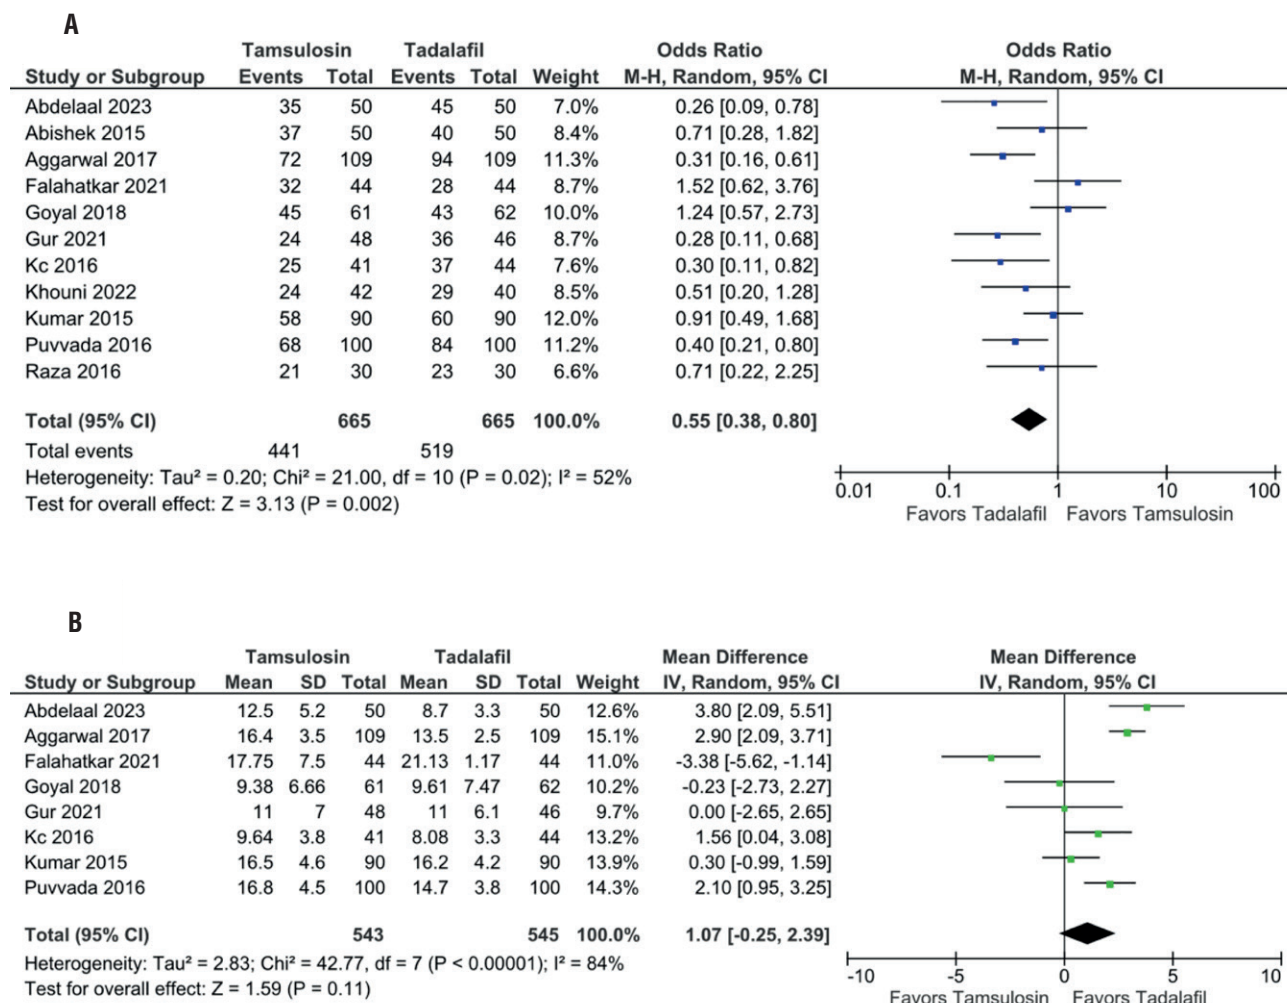 A
Tamsulosin Tadalafil Odds Ratio Odds Ratio
Study or Subgroup Events Total Events Total Weight M-H, Random, 95% CI M-H, Random, 95% CI
Abdelaal 2023 35 50 45 50 7.0% 0.26 [0.09, 0.78]
Abishek 2015 37 50 40 50 8.4% 0.71 [0.28, 1.82]
Aggarwal 2017 72 109 94 109 11.3% 0.31 [0.16, 0.61]
Falahatkar 2021 32 44 28 44 8.7% 1.52 [0.62, 3.76]
Goyal 2018 45 61 43 62 10.0% 1.24 [0.57, 2.73]
Gur 2021 24 48 36 46 8.7% 0.28 [0.11, 0.68]
Kc 2016 25 41 37 44 7.6% 0.30 [0.11, 0.82]
Khouni 2022 24 42 29 40 8.5% 0.51 [0.20, 1.28]
Kumar 2015 58 90 60 90 12.0% 0.91 [0.49, 1.68]
Puvvada 2016 68 100 84 100 11.2% 0.40 [0.21, 0.80]
Raza 2016 21 30 23 30 6.6% 0.71 [0.22, 2.25]
Total (95% CI) 665 665 100.0% 0.55 [0.38, 0.80]
Total events 441 519
Heterogeneity: Tau² = 0.20; Chi² = 21.00, df = 10 (P = 0.02); I² = 52%
Test for overall effect: Z = 3.13 (P = 0.002)
0.01 0.1 1 10 100
Favors Tadalafil Favors Tamsulosin
B
Tamsulosin Tadalafil Mean Difference Mean Difference
Study or Subgroup Mean SD Total Mean SD Total Weight IV, Random, 95% CI IV, Random, 95% CI
Abdelaal 2023 12.5 5.2 50 8.7 3.3 50 12.6% 3.80 [2.09, 5.51]
Aggarwal 2017 16.4 3.5 109 13.5 2.5 109 15.1% 2.90 [2.09, 3.71]
Falahatkar 2021 17.75 7.5 44 21.13 1.17 44 11.0% -3.38 [-5.62, -1.14]
Goyal 2018 9.38 6.66 61 9.61 7.47 62 10.2% -0.23 [-2.73, 2.27]
Gur 2021 11 7 48 11 6.1 46 9.7% 0.00 [-2.65, 2.65]
Kc 2016 9.64 3.8 41 8.08 3.3 44 13.2% 1.56 [0.04, 3.08]
Kumar 2015 16.5 4.6 90 16.2 4.2 90 13.9% 0.30 [-0.99, 1.59]
Puvvada 2016 16.8 4.5 100 14.7 3.8 100 14.3% 2.10 [0.95, 3.25]
Total (95% CI) 543 545 100.0% 1.07 [-0.25, 2.39]
Heterogeneity: Tau² = 2.83; Chi² = 42.77, df = 7 (P < 0.00001); I² = 84%
Test for overall effect: Z = 1.59 (P = 0.11)
-10 -5 0 5 10
Favors Tamsulosin Favors Tadalafil